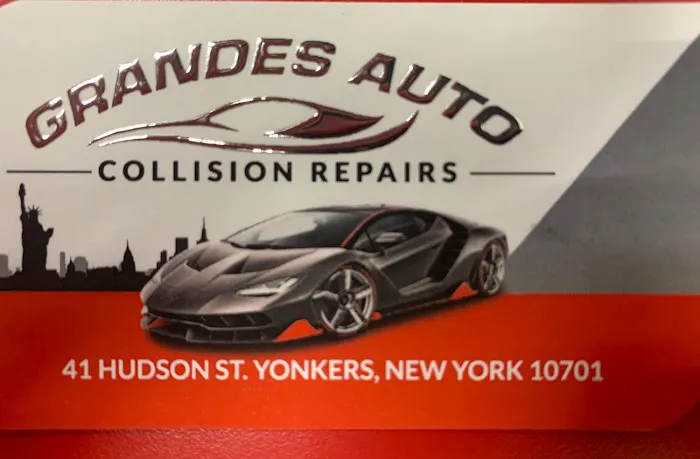 GRANDES AUTO
COLLISION REPAIRS
41 HUDSON ST. YONKERS, NEW YORK 10701